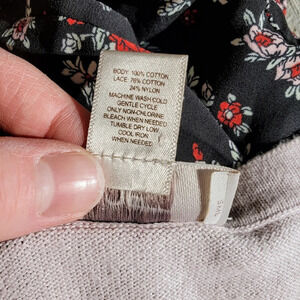 BODY: 100% COTTON
LACE: 76% COTTON
24% NYLON
MACHINE WASH COLD
GENTLE CYCLE
ONLY NON-CHLORINE
BLEACH WHEN NEEDED
TUMBLE DRY LOW
COOL IRON
WHEN NEEDED